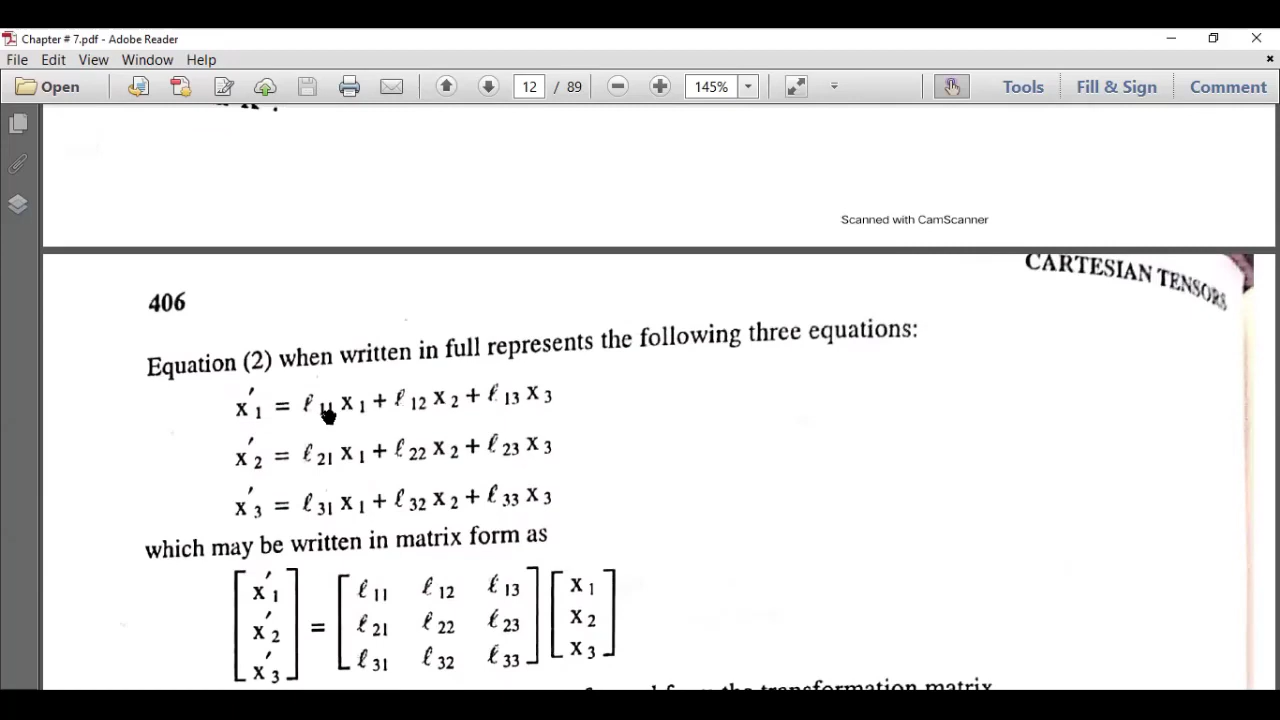 Chapter # 7.pdf - Adobe Reader
File Edit View Window Help
Open 12 / 89 145% Tools Fill & Sign Comment
Scanned with CamScanner
CARTESIAN TENSORS
406
Equation (2) when written in full represents the following three equations:
x′₁ = ℓ₁₁ x₁ + ℓ₁₂ x₂ + ℓ₁₃ x₃
x′₂ = ℓ₂₁ x₁ + ℓ₂₂ x₂ + ℓ₂₃ x₃
x′₃ = ℓ₃₁ x₁ + ℓ₃₂ x₂ + ℓ₃₃ x₃
which may be written in matrix form as
[x′₁] = [ℓ₁₁ ℓ₁₂ ℓ₁₃] [x₁]
[x′₂] [ℓ₂₁ ℓ₂₂ ℓ₂₃] [x₂]
[x′₃] [ℓ₃₁ ℓ₃₂ ℓ₃₃] [x₃]
the transformation matrix